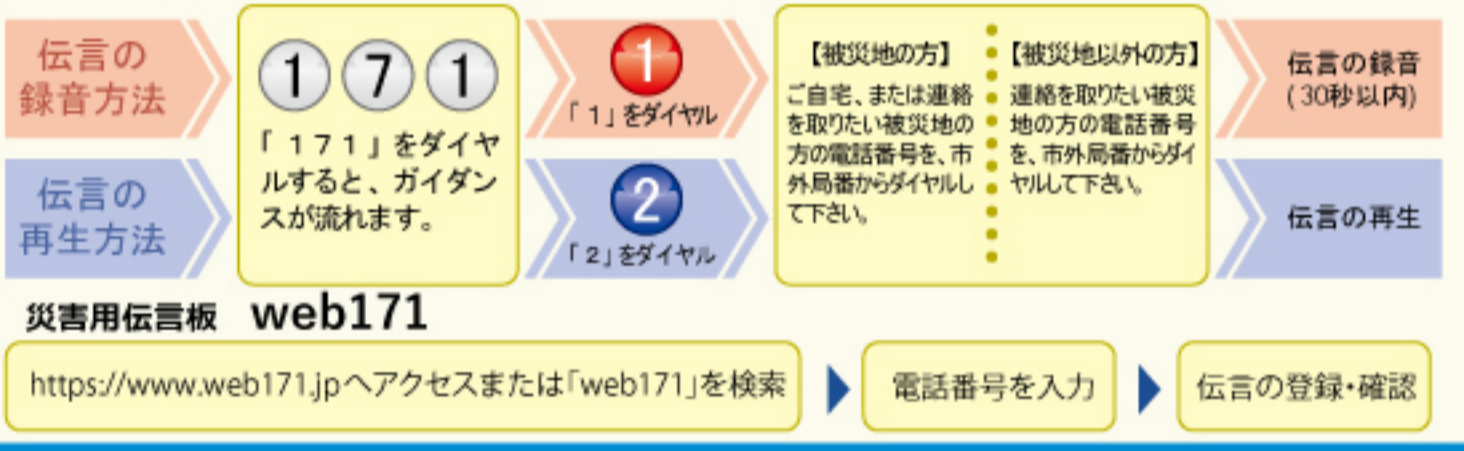 伝言の
録音方法
伝言の
再生方法
1 7 1
「171」をダイヤ
ルすると、ガイダン
スが流れます。
1
「1」をダイヤル
2
「2」をダイヤル
【被災地の方】
ご自宅、または連絡
を取りたい被災地の
方の電話番号を、市
外局番からダイヤルし
て下さい。
【被災地以外の方】
連絡を取りたい被災
地の方の電話番号
を、市外局番からダイ
ヤルして下さい。
伝言の録音
(30秒以内)
伝言の再生
災害用伝言板 web171
https://www.web171.jpへアクセスまたは「web171」を検索
電話番号を入力
伝言の登録・確認